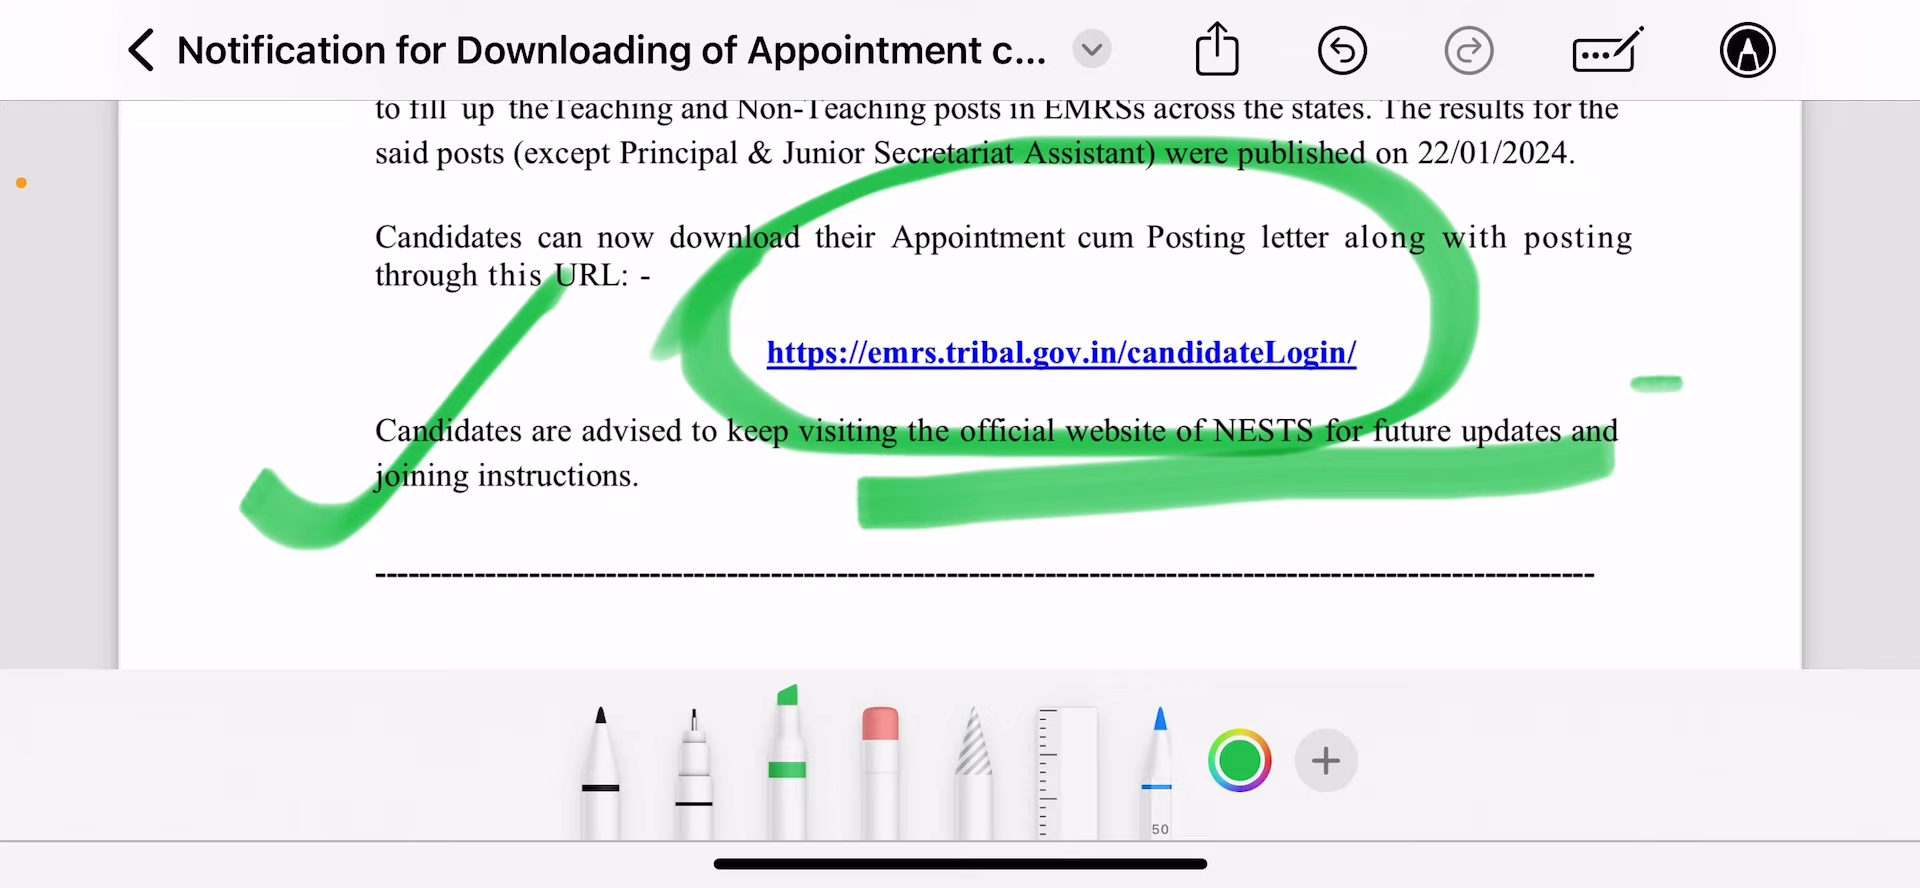 Notification for Downloading of Appointment c...
to fill up theTeaching and Non-Teaching posts in EMRSs across the states. The results for the
said posts (except Principal & Junior Secretariat Assistant) were published on 22/01/2024.
Candidates can now download their Appointment cum Posting letter along with posting
through this URL: -
https://emrs.tribal.gov.in/candidateLogin/
Candidates are advised to keep visiting the official website of NESTS for future updates and
joining instructions.
50